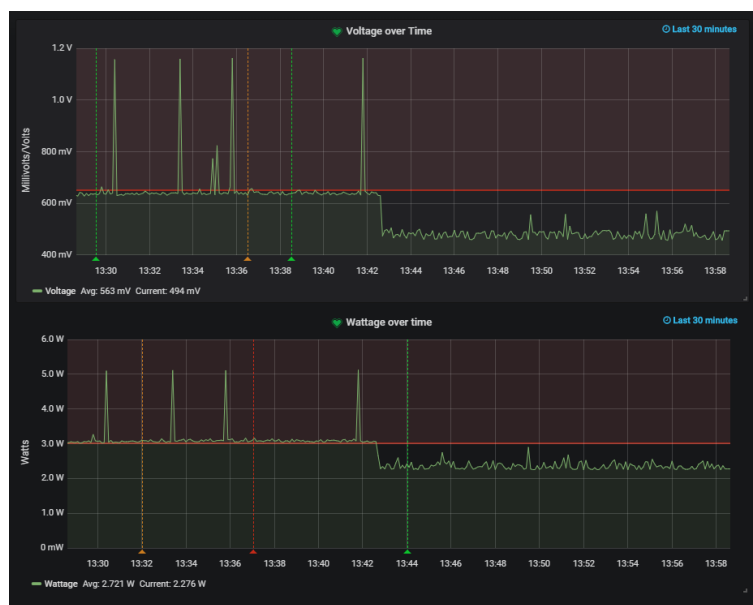 Voltage over Time
Last 30 minutes
Millivolts/Volts
1.2 V
1.0 V
800 mV
600 mV
400 mV
13:30 13:32 13:34 13:36 13:38 13:40 13:42 13:44 13:46 13:48 13:50 13:52 13:54 13:56 13:58
Voltage Avg: 563 mV Current: 494 mV
Wattage over time
Last 30 minutes
Watts
6.0 W
5.0 W
4.0 W
3.0 W
2.0 W
1.0 W
0 mW
13:30 13:32 13:34 13:36 13:38 13:40 13:42 13:44 13:46 13:48 13:50 13:52 13:54 13:56 13:58
Wattage Avg: 2.721 W Current: 2.276 W